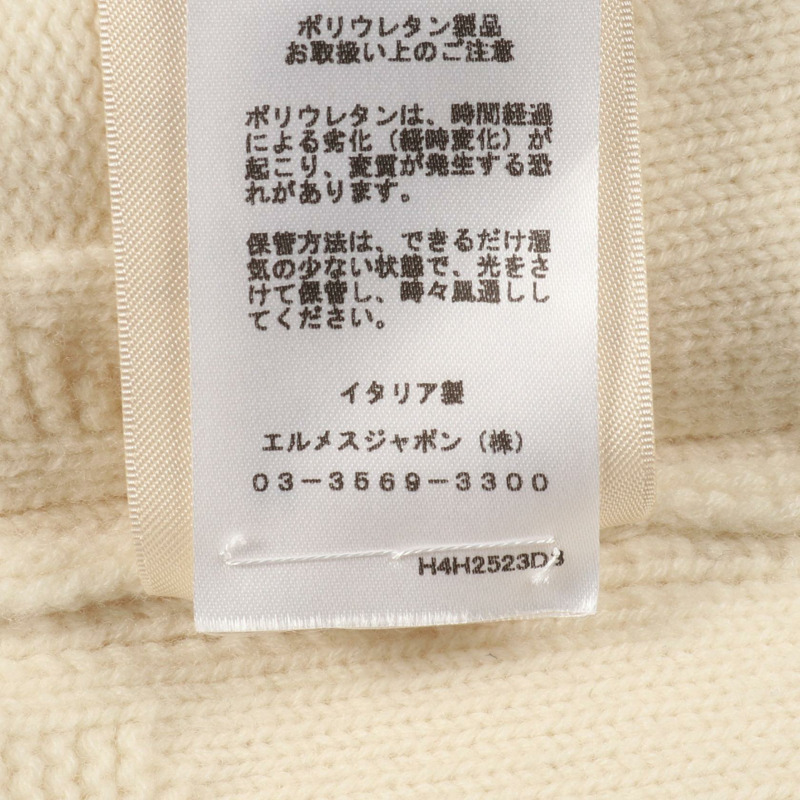 ポリウレタン製品
お取扱い上のご注意
ポリウレタンは、時間経過
による劣化（経時変化）が
起こり、変質が発生する恐
れがあります。
保管方法は、できるだけ湿
気の少ない状態で、光をさ
けて保管し、時々風通しし
てください。
イタリア製
エルメスジャポン（株）
03-3569-3300
H4H2523DB